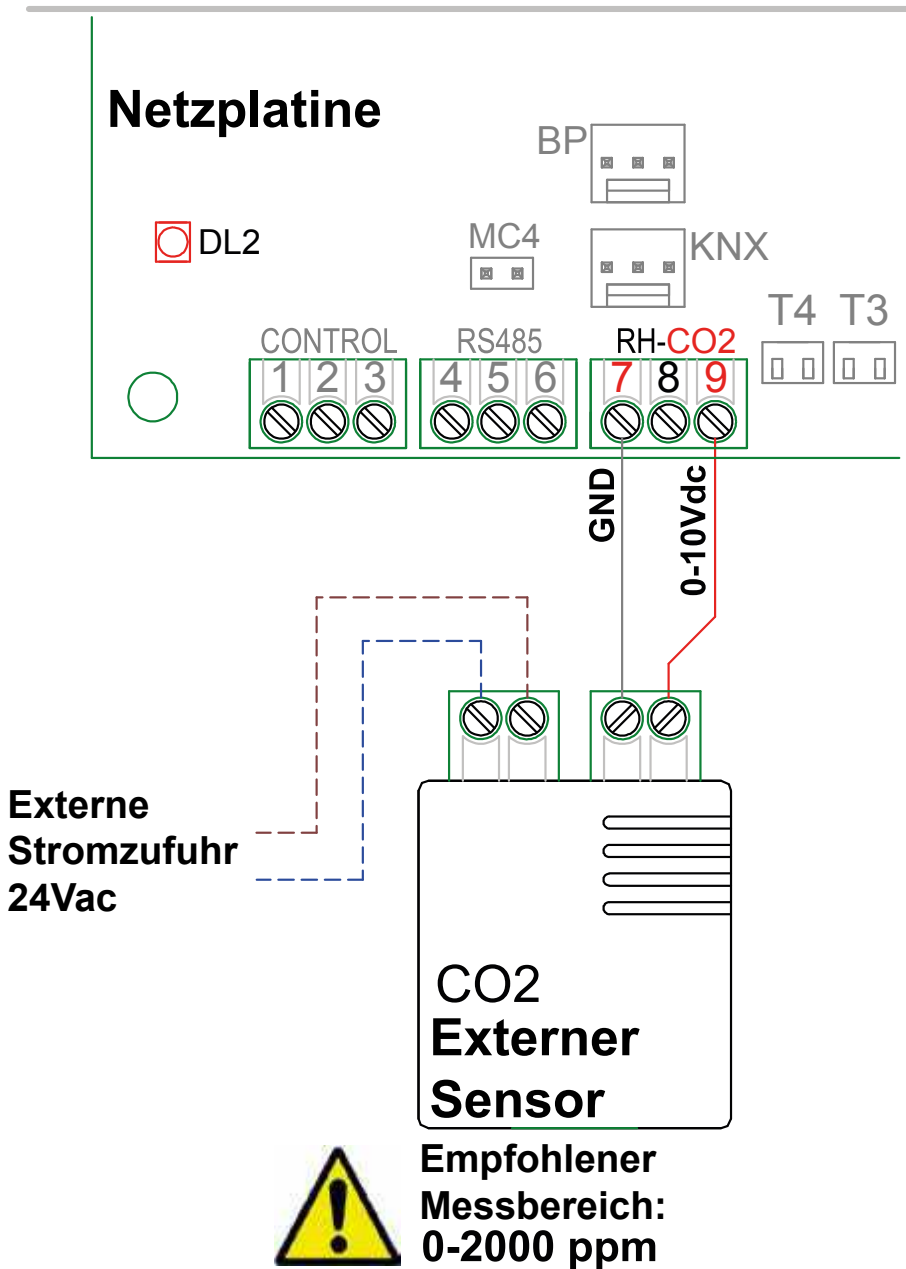 Netzplatine
BP
DL2
MC4
KNX
T4 T3
CONTROL RS485 RH-CO2
1 2 3 4 5 6 7 8 9
GND
0-10Vdc
Externe
Stromzufuhr
24Vac
CO2
Externer
Sensor
Empfohlener
Messbereich:
0-2000 ppm